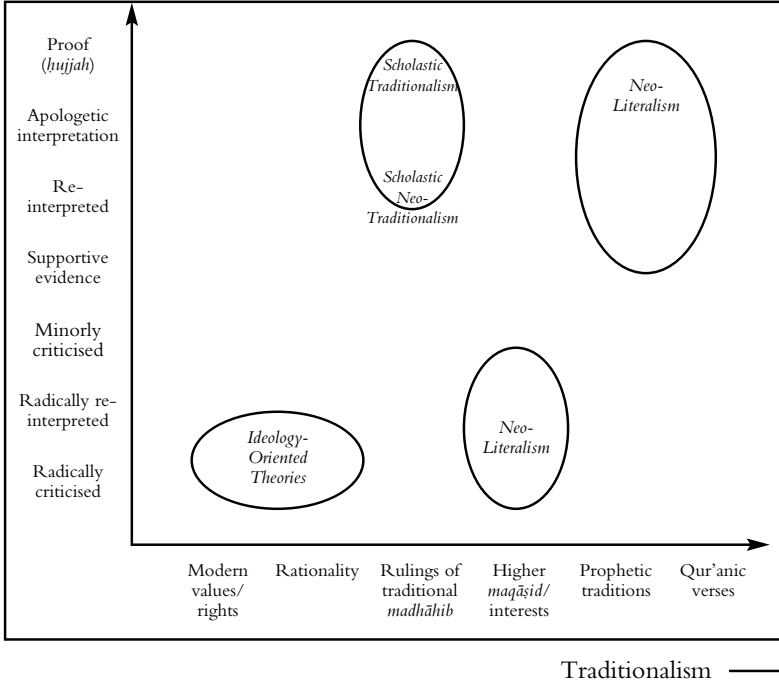 Proof
(ḥujjah)
Apologetic
interpretation
Re-
interpreted
Supportive
evidence
Minorly
criticised
Radically re-
interpreted
Radically
criticised
Scholastic
Traditionalism
Scholastic
Neo-
Traditionalism
Neo-
Literalism
Ideology-
Oriented
Theories
Neo-
Literalism
Modern
values/
rights
Rationality
Rulings of
traditional
madhāhib
Higher
maqāṣid/
interests
Prophetic
traditions
Qur’anic
verses
Traditionalism